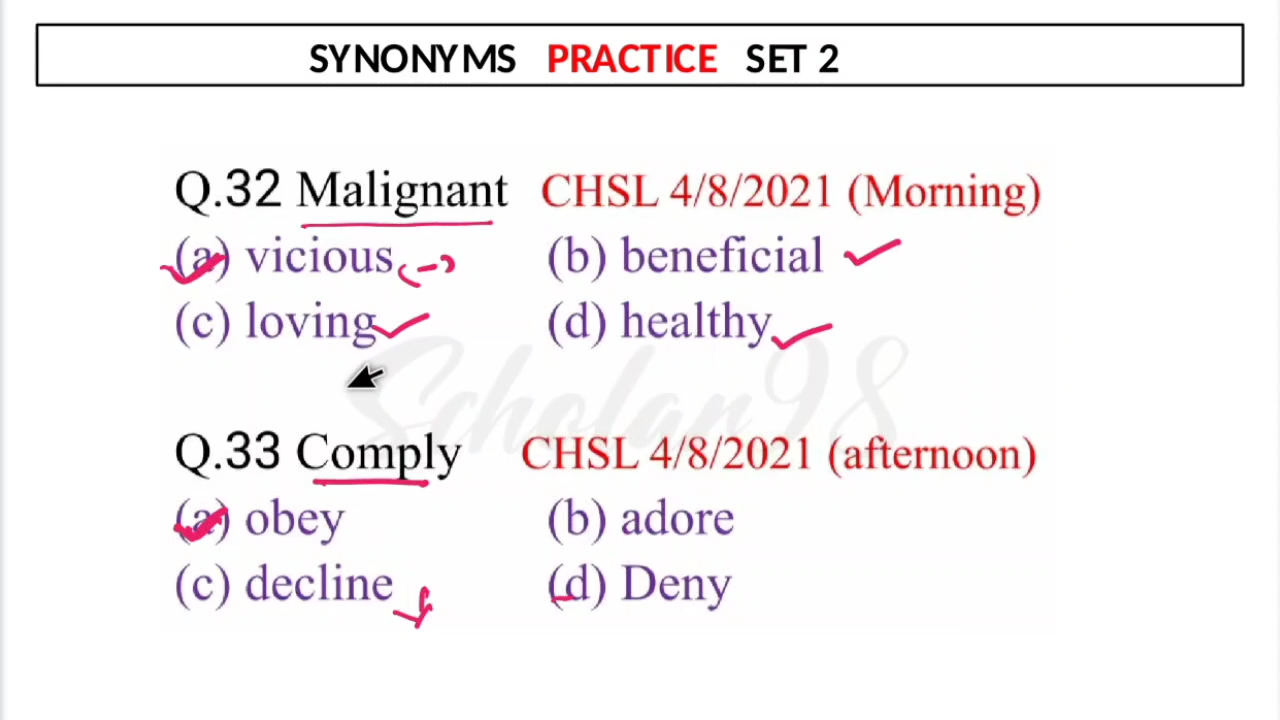 SYNONYMS PRACTICE SET 2
Q.32 Malignant CHSL 4/8/2021 (Morning)
(a) vicious (-) (b) beneficial
(c) loving (d) healthy
Scholar98
Q.33 Comply CHSL 4/8/2021 (afternoon)
(a) obey (b) adore
(c) decline (d) Deny